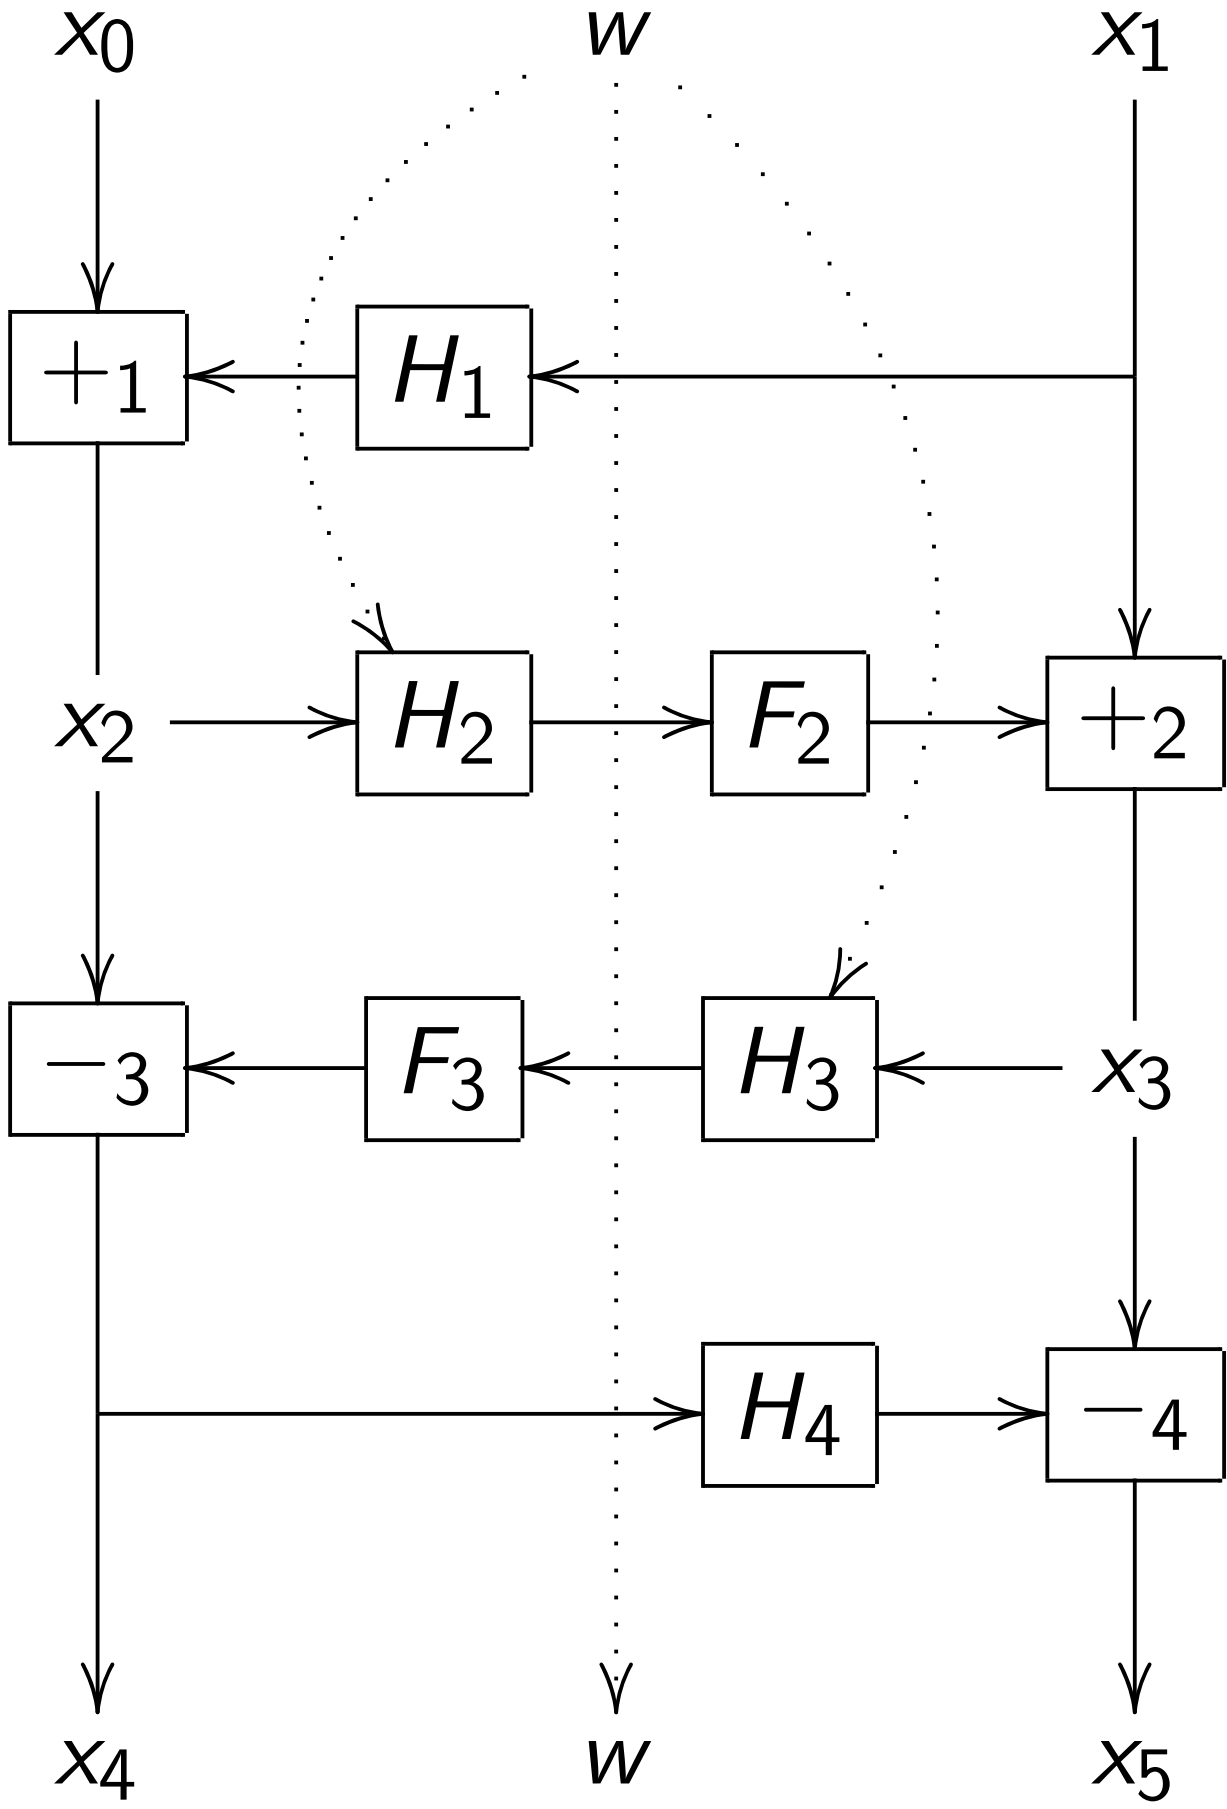 x₀ w x₁
+₁ H₁
x₂ H₂ F₂ +₂
−₃ F₃ H₃ x₃
H₄ −₄
x₄ w x₅